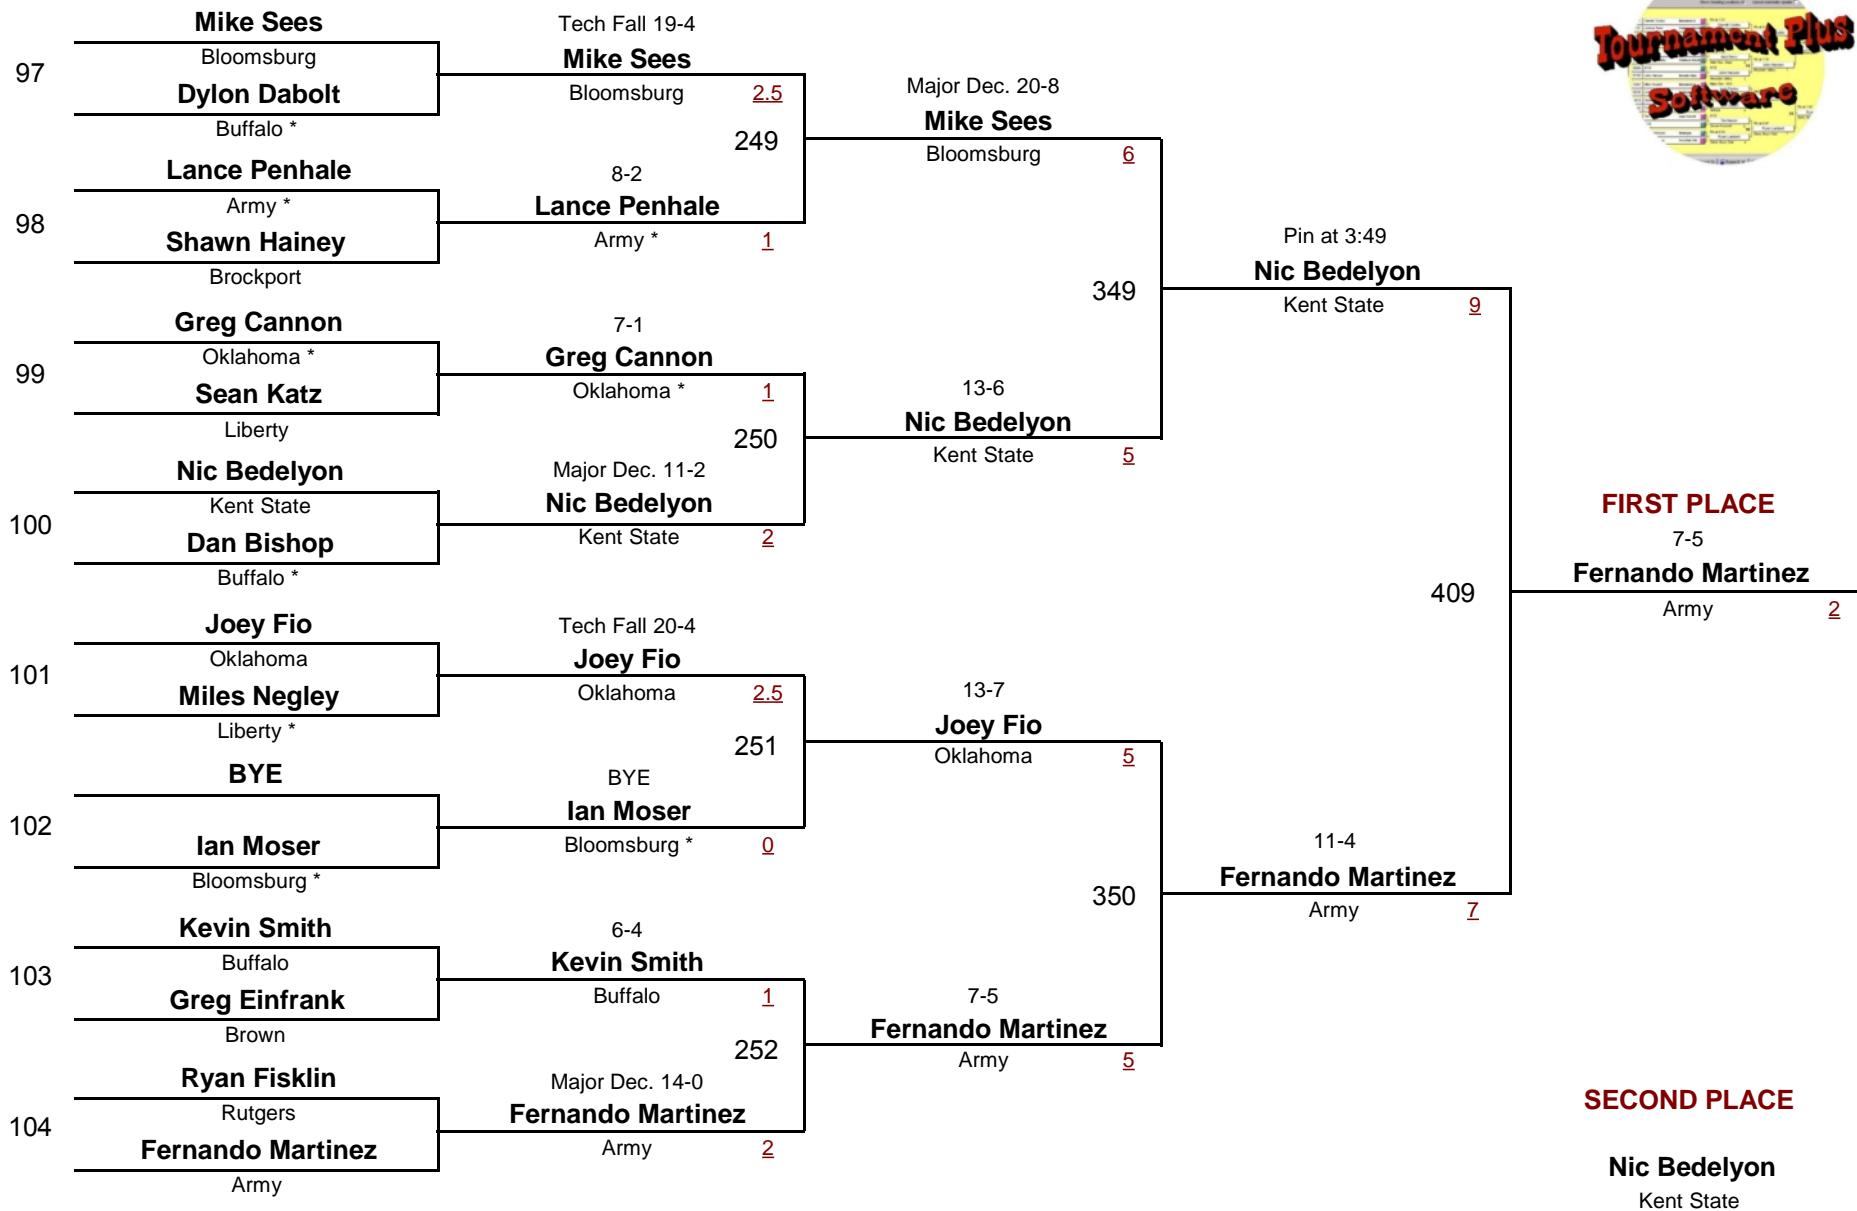 Mike Sees
Bloomsburg
97
Dylon Dabolt
Buffalo *
Lance Penhale
Army *
98
Shawn Hainey
Brockport
Greg Cannon
Oklahoma *
99
Sean Katz
Liberty
Nic Bedelyon
Kent State
100
Dan Bishop
Buffalo *
Joey Fio
Oklahoma
101
Miles Negley
Liberty *
BYE
102
Ian Moser
Bloomsburg *
Kevin Smith
Buffalo
103
Greg Einfrank
Brown
Ryan Fisklin
Rutgers
104
Fernando Martinez
Army
Tech Fall 19-4
Mike Sees
Bloomsburg 2.5
249
8-2
Lance Penhale
Army * 1
7-1
Greg Cannon
Oklahoma * 1
250
Major Dec. 11-2
Nic Bedelyon
Kent State 2
Tech Fall 20-4
Joey Fio
Oklahoma 2.5
251
BYE
Ian Moser
Bloomsburg * 0
6-4
Kevin Smith
Buffalo 1
252
Major Dec. 14-0
Fernando Martinez
Army 2
Major Dec. 20-8
Mike Sees
Bloomsburg 6
349
13-6
Nic Bedelyon
Kent State 5
13-7
Joey Fio
Oklahoma 5
350
7-5
Fernando Martinez
Army 5
Pin at 3:49
Nic Bedelyon
Kent State 9
409
11-4
Fernando Martinez
Army 7
Tournament Plus
Software
FIRST PLACE
7-5
Fernando Martinez
Army 2
SECOND PLACE
Nic Bedelyon
Kent State